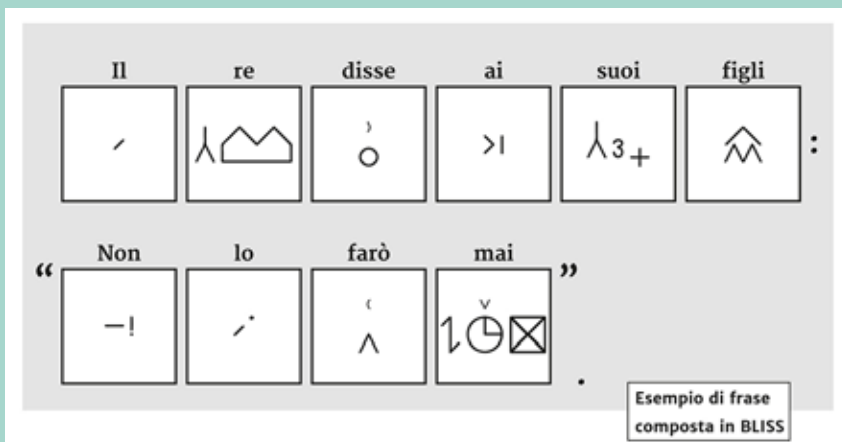 Il re disse ai suoi figli :
“ Non lo farò mai ” .
Esempio di frase
composta in BLISS